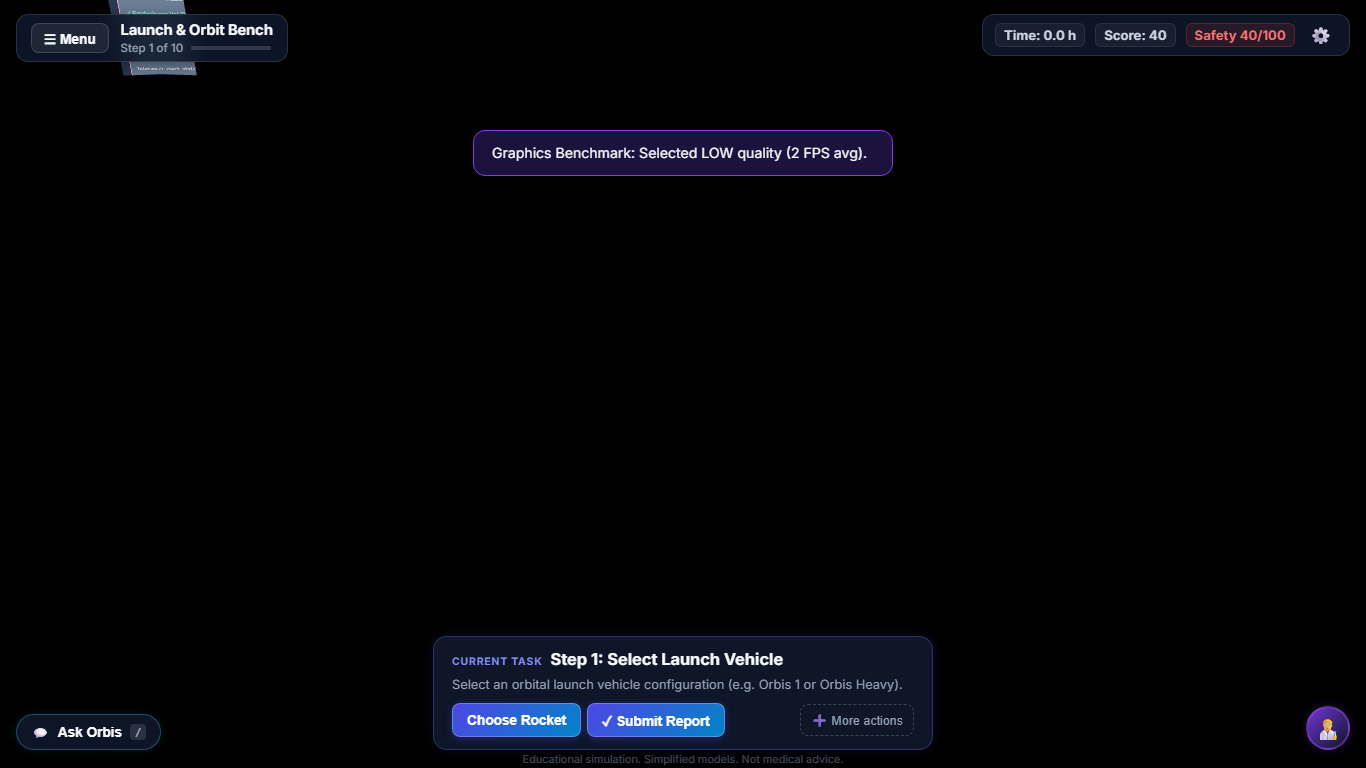 ☰ Menu
Launch & Orbit Bench
Step 1 of 10
Time: 0.0 h
Score: 40
Safety 40/100
Graphics Benchmark: Selected LOW quality (2 FPS avg).
CURRENT TASK Step 1: Select Launch Vehicle
Select an orbital launch vehicle configuration (e.g. Orbis 1 or Orbis Heavy).
Choose Rocket
✓ Submit Report
➕ More actions
Ask Orbis /
Educational simulation. Simplified models. Not medical advice.